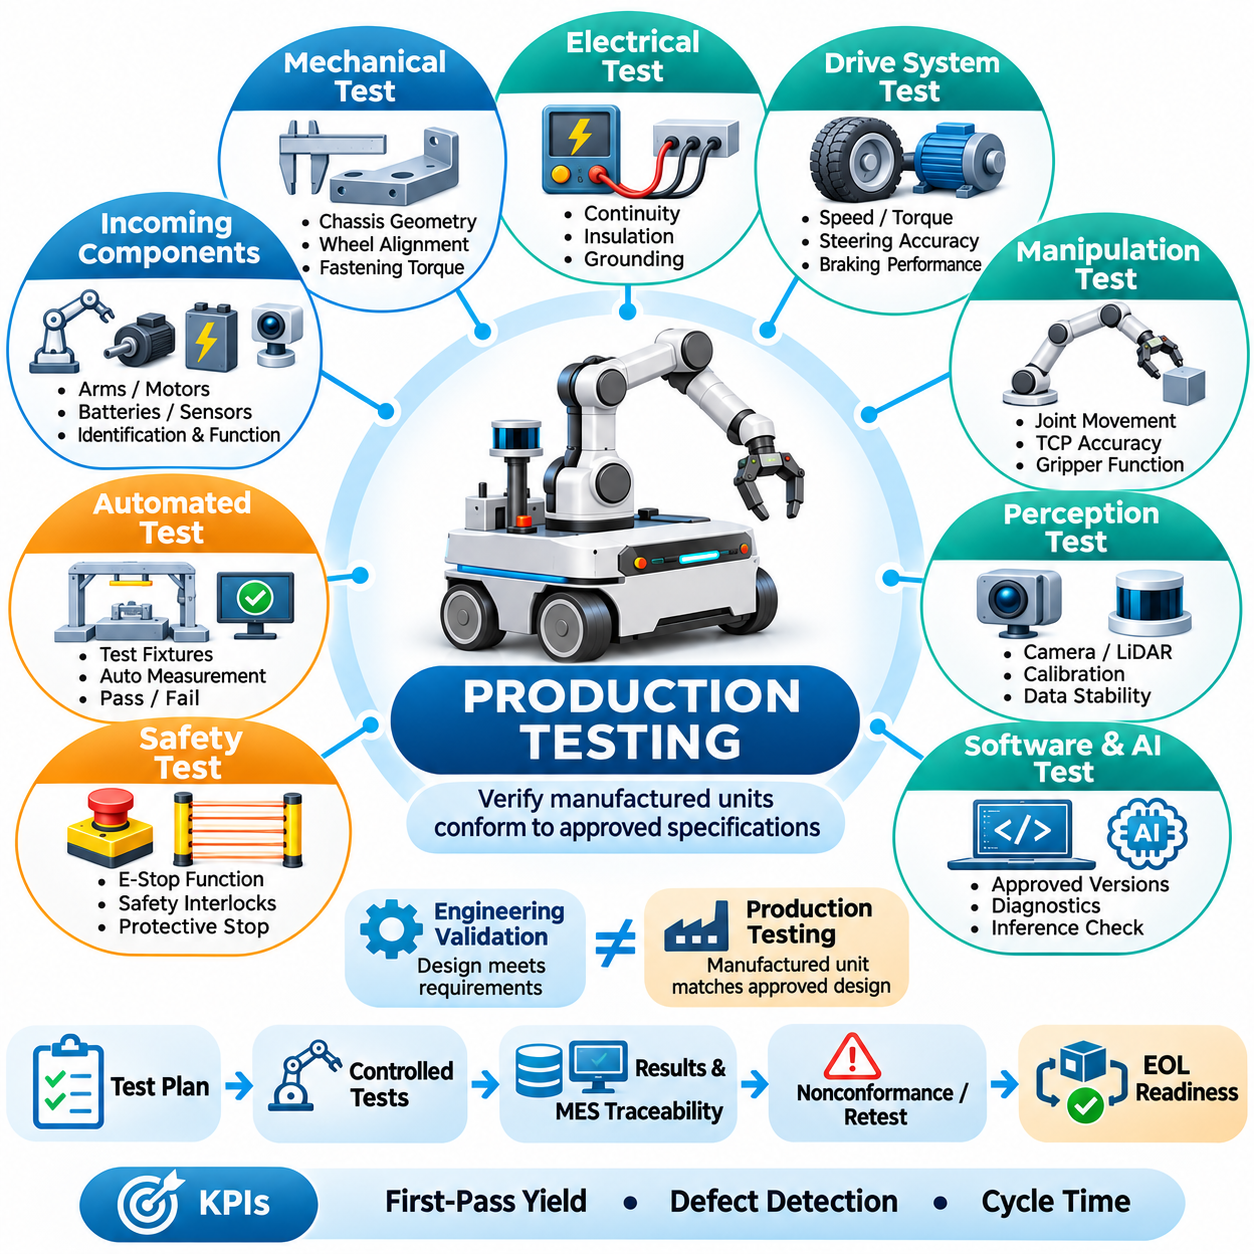 Mechanical
Test
• Chassis Geometry
• Wheel Alignment
• Fastening Torque
Electrical
Test
• Continuity
• Insulation
• Grounding
Drive System
Test
• Speed / Torque
• Steering Accuracy
• Braking Performance
Incoming
Components
• Arms / Motors
• Batteries / Sensors
• Identification & Function
Manipulation
Test
• Joint Movement
• TCP Accuracy
• Gripper Function
Automated
Test
• Test Fixtures
• Auto Measurement
• Pass / Fail
Perception
Test
• Camera / LiDAR
• Calibration
• Data Stability
Safety
Test
• E-Stop Function
• Safety Interlocks
• Protective Stop
Software & AI
Test
</>
AI
• Approved Versions
• Diagnostics
• Inference Check
PRODUCTION
TESTING
Verify manufactured units
conform to approved specifications
Engineering
Validation
Design meets
requirements
≠
Production
Testing
Manufactured unit
matches approved design
Test Plan
Controlled
Tests
Results &
MES Traceability
Nonconformance /
Retest
EOL
Readiness
KPIs
First-Pass Yield • Defect Detection • Cycle Time